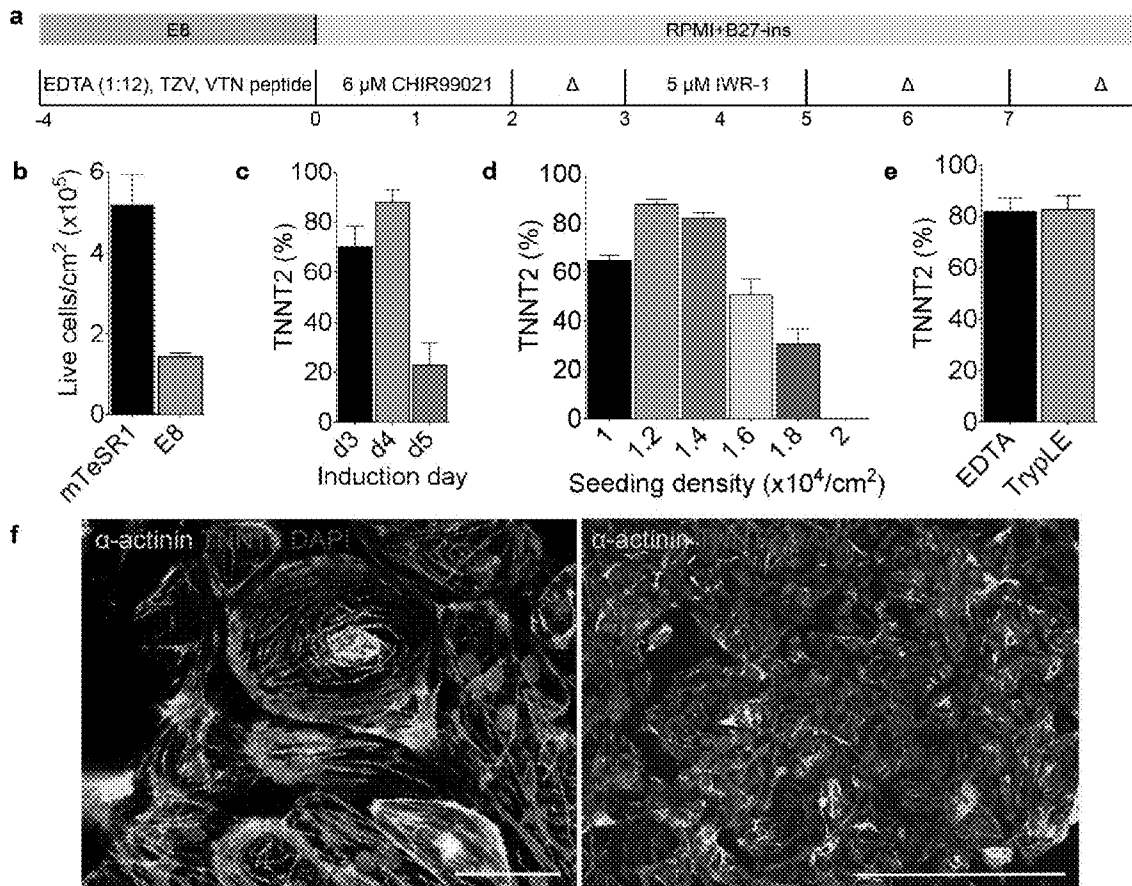 a
E8 RPMI+B27-ins
EDTA (1:12), TZV, VTN peptide 6 µM CHIR99021 Δ 5 µM IWR-1 Δ Δ
-4 0 1 2 3 4 5 6 7
b c d e
Live cells/cm² (x10⁵)
6
4
2
0
mTeSR1 E8
TNNT2 (%)
100
80
60
40
20
0
d3 d4 d5
Induction day
TNNT2 (%)
100
80
60
40
20
0
1 1.2 1.4 1.6 1.8 2
Seeding density (x10⁴/cm²)
TNNT2 (%)
100
80
60
40
20
0
EDTA TrypLE
f
α-actinin DAPI
α-actinin